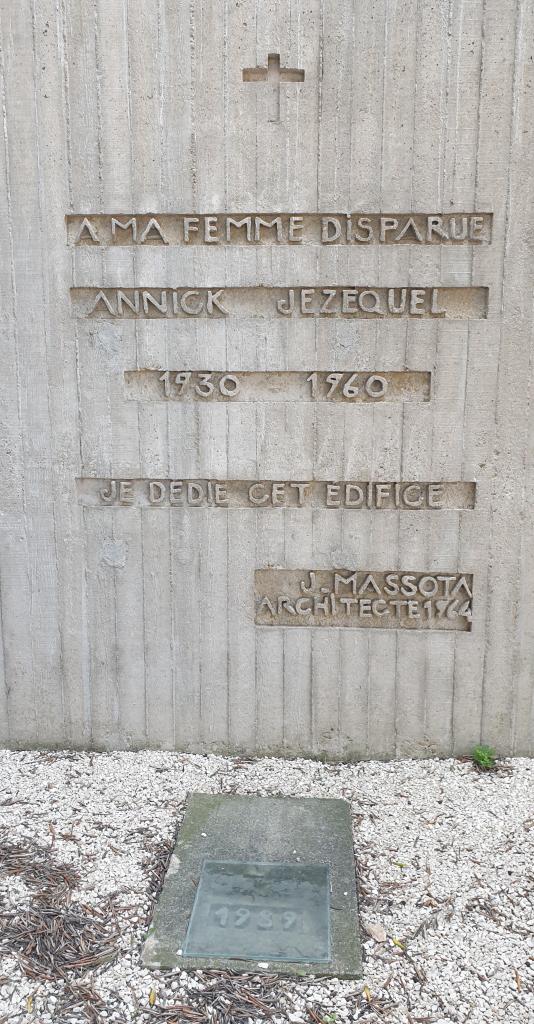 A MA FEMME DISPARUE
ANNICK JEZEQUEL
1930 1960
JE DEDIE CET EDIFICE
J. MASSOTA
ARCHITECTE 1964
1989